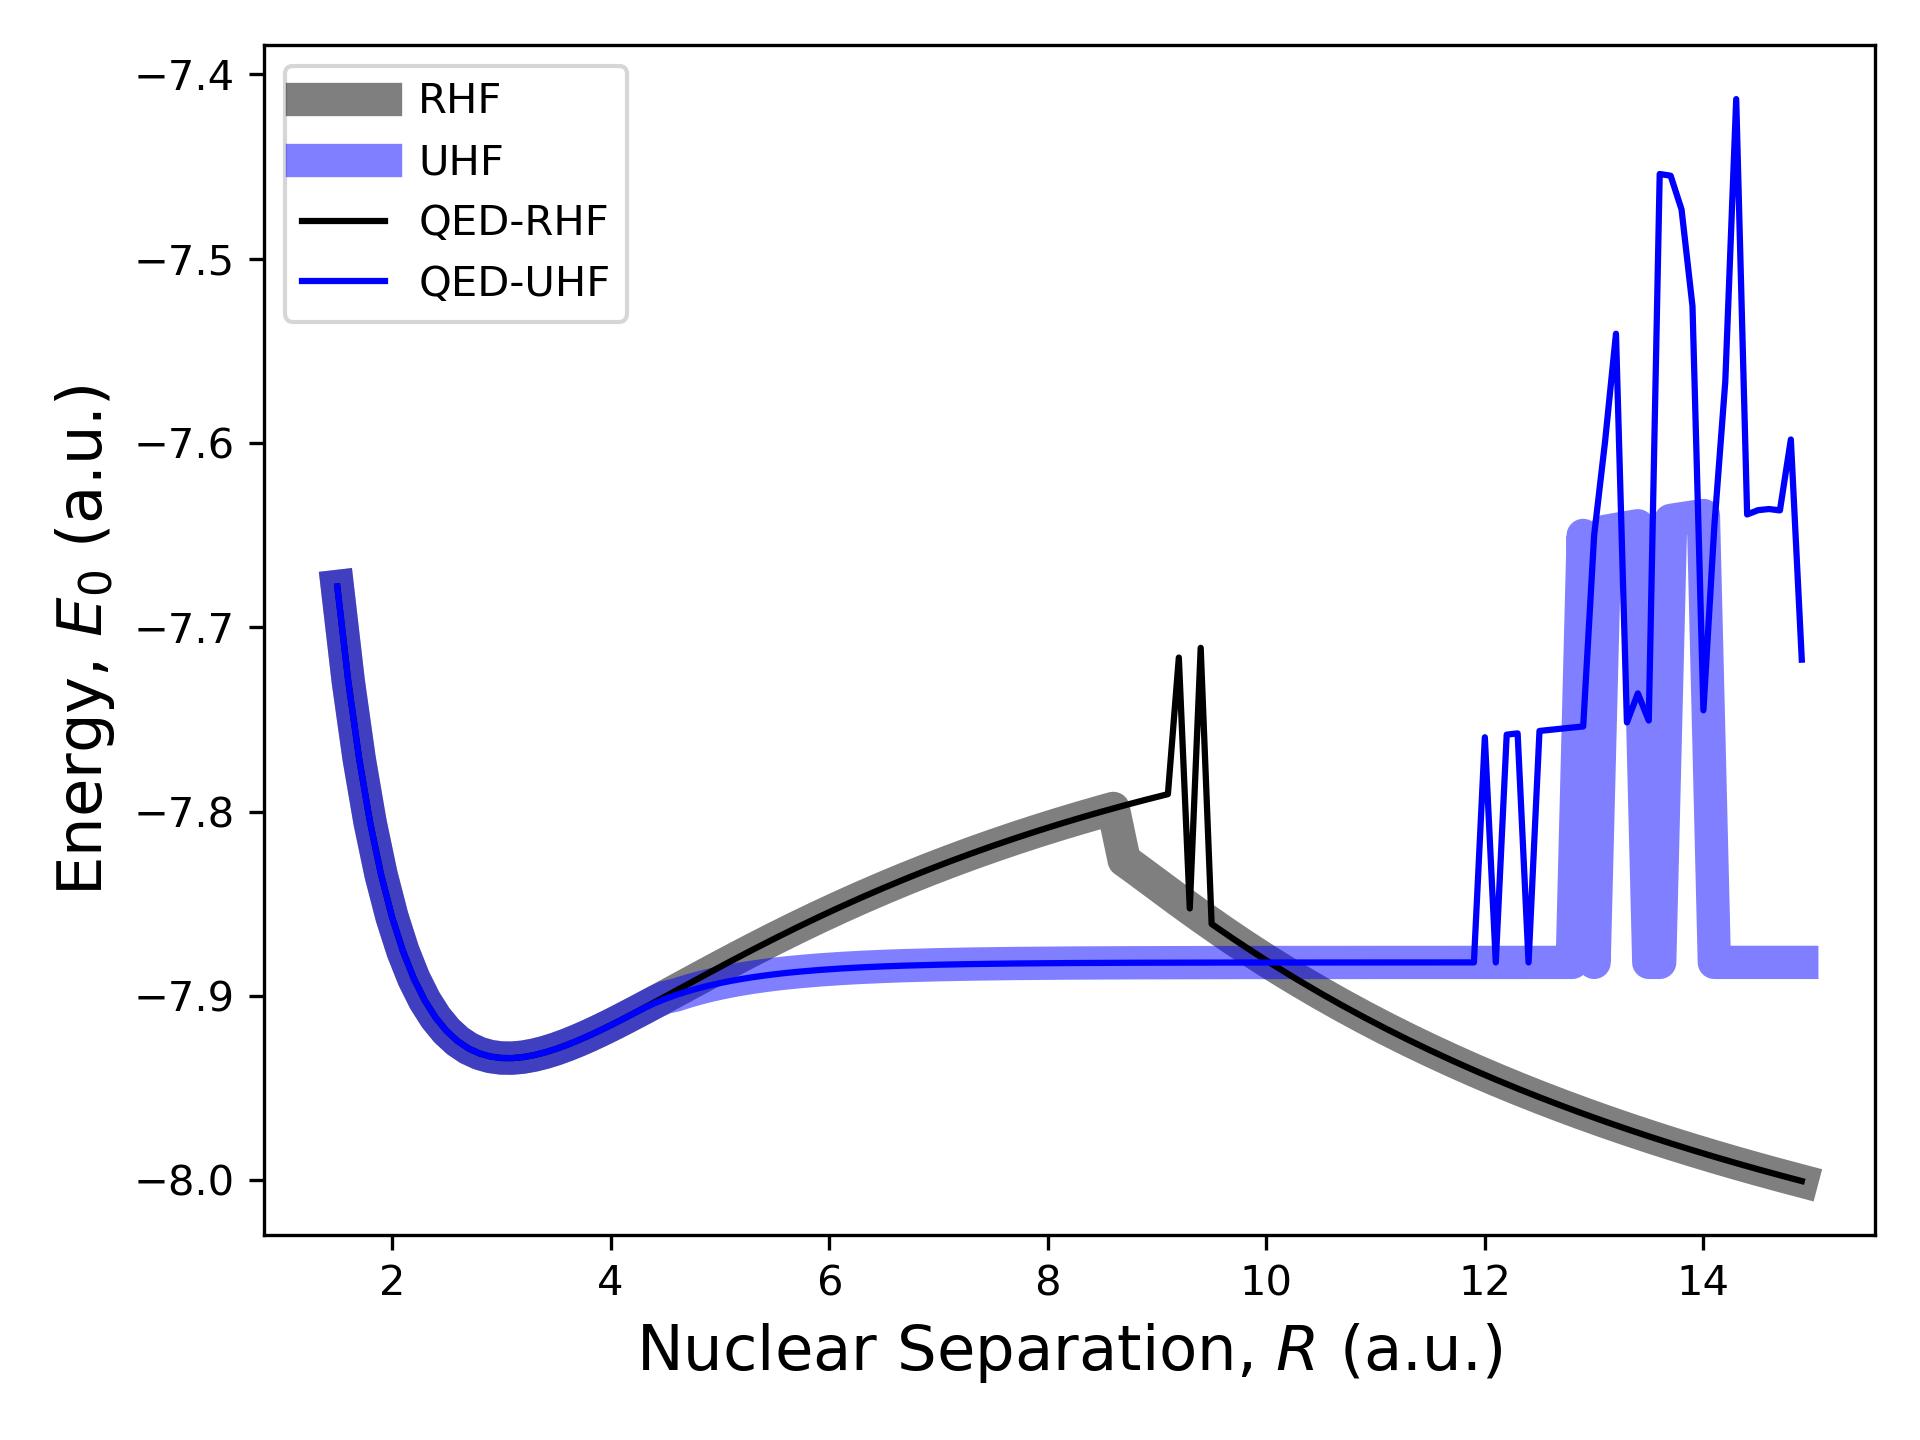 RHF
UHF
QED-RHF
QED-UHF
−7.4
−7.5
−7.6
−7.7
−7.8
−7.9
−8.0
Energy, E₀ (a.u.)
2 4 6 8 10 12 14
Nuclear Separation, R (a.u.)